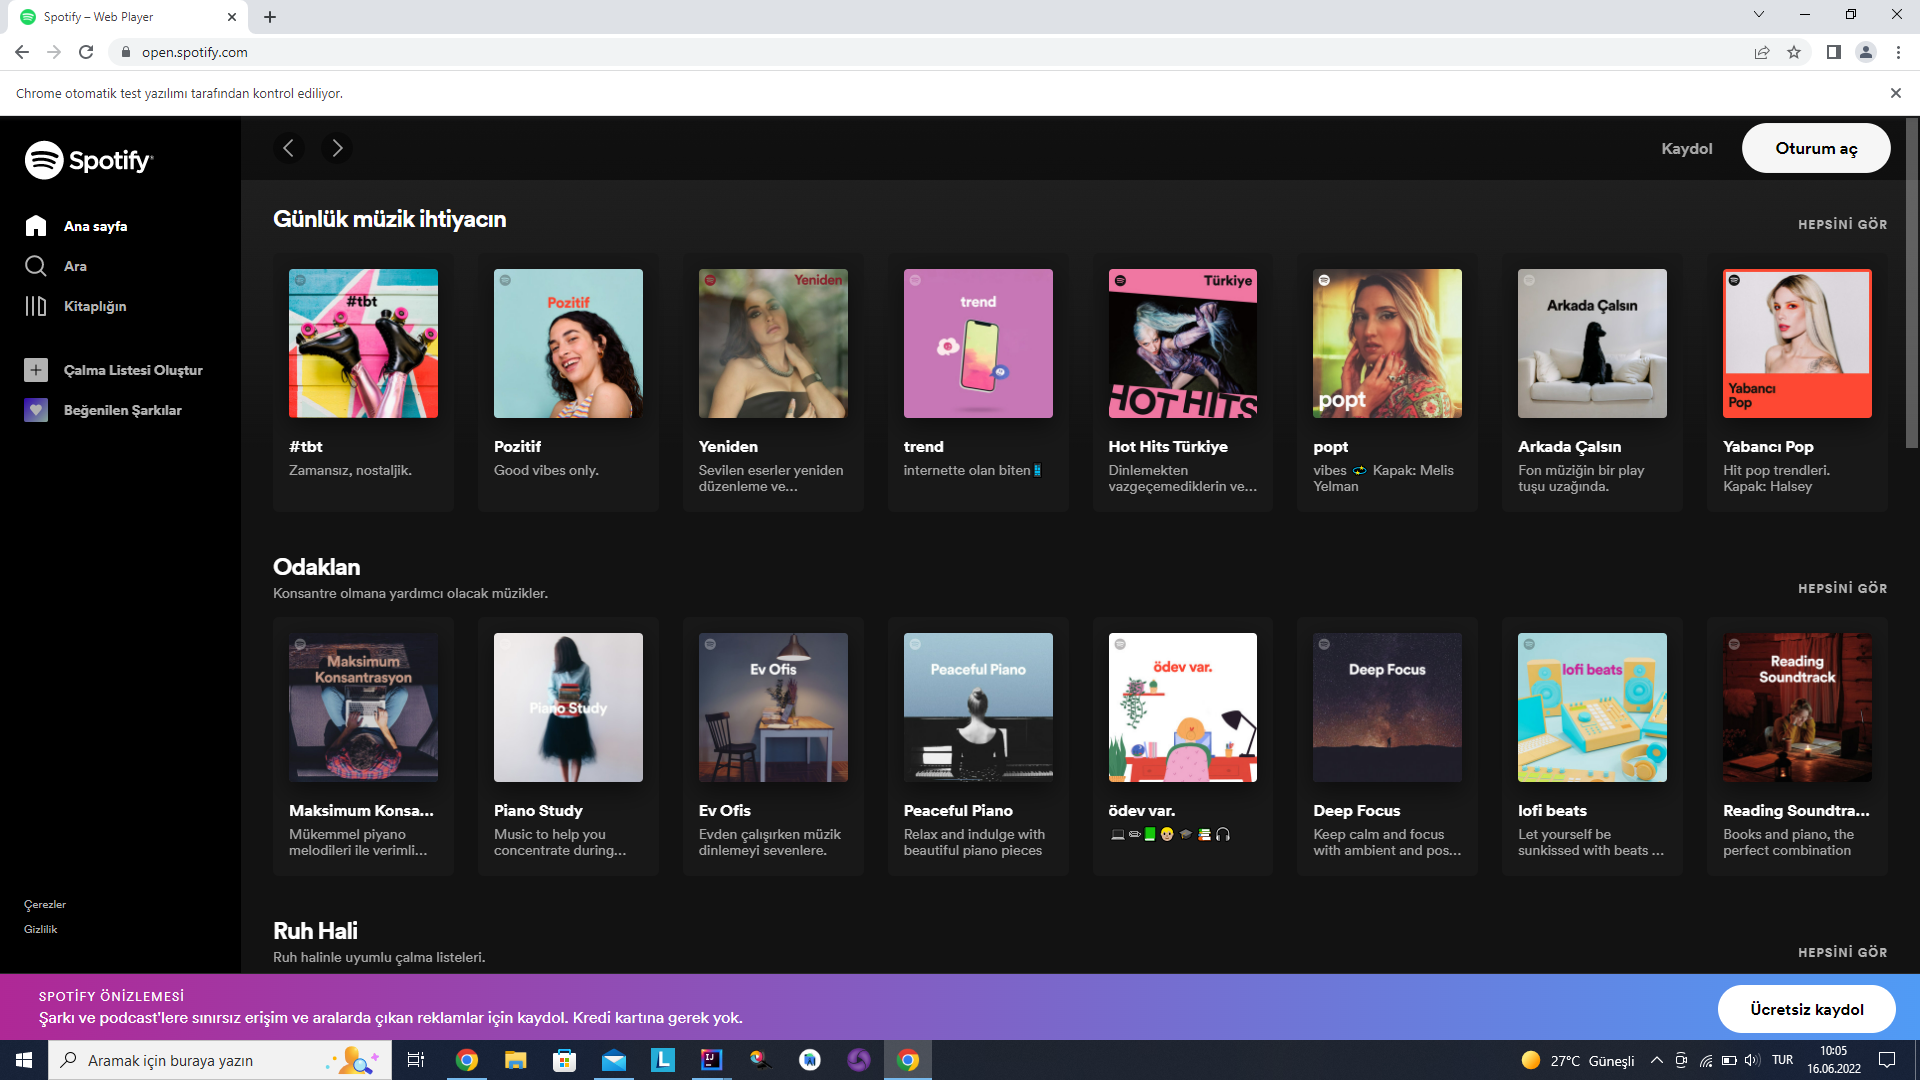 Spotify – Web Player
open.spotify.com
Chrome otomatik test yazılımı tarafından kontrol ediliyor.
Spotify
Kaydol
Oturum aç
Ana sayfa
Ara
Kitaplığın
Çalma Listesi Oluştur
Beğenilen Şarkılar
Çerezler
Gizlilik
Günlük müzik ihtiyacın
HEPSİNİ GÖR
#tbt
Pozitif
Yeniden
trend
Türkiye
HOT HITS
popt
Arkada Çalsın
Yabancı
Pop
#tbt
Zamansız, nostaljik.
Pozitif
Good vibes only.
Yeniden
Sevilen eserler yeniden
düzenleme ve...
trend
internette olan biten
Hot Hits Türkiye
Dinlemekten
vazgeçemediklerin ve...
popt
vibes 💫 Kapak: Melis
Yelman
Arkada Çalsın
Fon müziğin bir play
tuşu uzağında.
Yabancı Pop
Hit pop trendleri.
Kapak: Halsey
Odaklan
Konsantre olmana yardımcı olacak müzikler.
HEPSİNİ GÖR
Maksimum
Konsantrasyon
Piano Study
Ev Ofis
Peaceful Piano
ödev var.
Deep Focus
lofi beats
Reading
Soundtrack
Maksimum Konsa...
Mükemmel piyano
melodileri ile verimli...
Piano Study
Music to help you
concentrate during...
Ev Ofis
Evden çalışırken müzik
dinlemeyi sevenlere.
Peaceful Piano
Relax and indulge with
beautiful piano pieces
ödev var.
Deep Focus
Keep calm and focus
with ambient and pos...
lofi beats
Let yourself be
sunkissed with beats ...
Reading Soundtra...
Books and piano, the
perfect combination
Ruh Hali
Ruh halinle uyumlu çalma listeleri.
HEPSİNİ GÖR
SPOTİFY ÖNİZLEMESİ
Şarkı ve podcast'lere sınırsız erişim ve aralarda çıkan reklamlar için kaydol. Kredi kartına gerek yok.
Ücretsiz kaydol
Aramak için buraya yazın
L
IJ
27°C Güneşli
TUR
10:05
16.06.2022